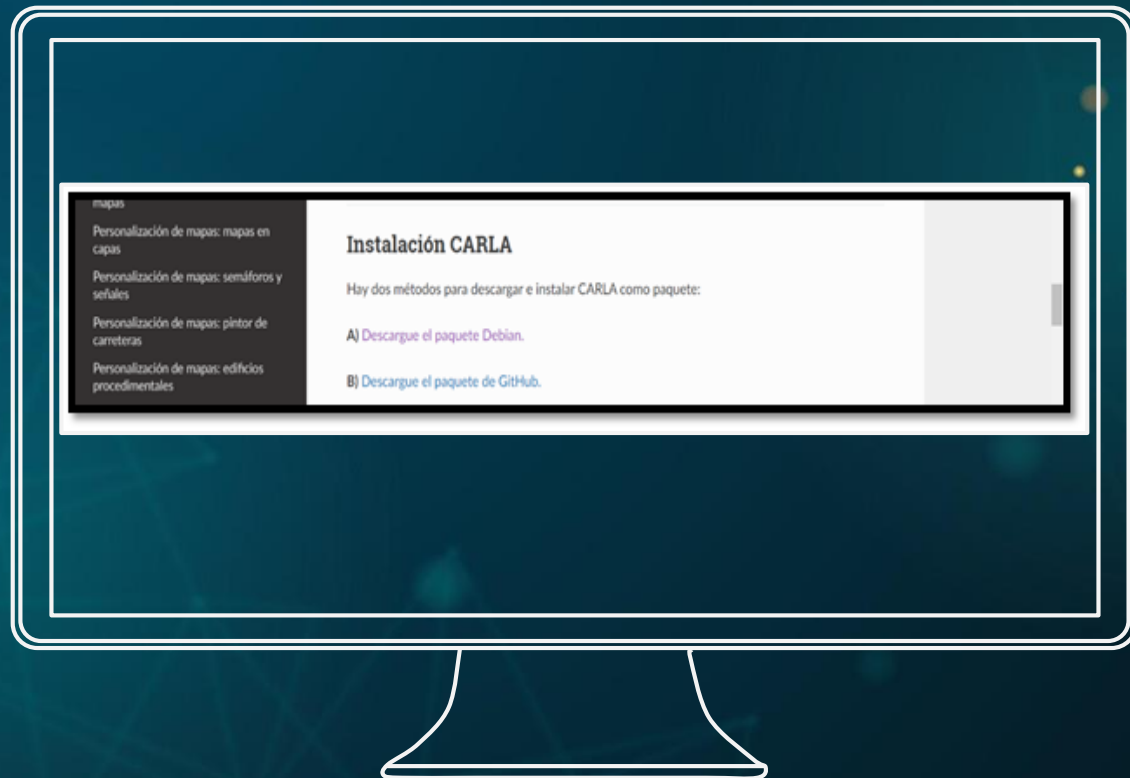 mapas
Personalización de mapas: mapas en
capas
Personalización de mapas: semáforos y
señales
Personalización de mapas: pintor de
carreteras
Personalización de mapas: edificios
procedimentales
Instalación CARLA
Hay dos métodos para descargar e instalar CARLA como paquete:
A) Descargue el paquete Debian.
B) Descargue el paquete de GitHub.